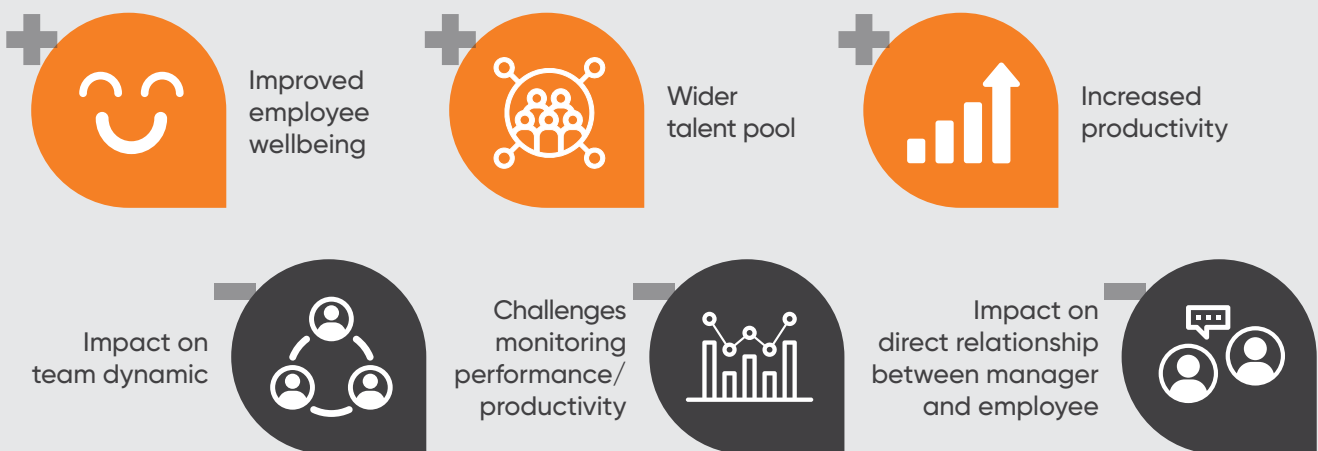 Improved
employee
wellbeing
Wider
talent pool
Increased
productivity
Impact on
team dynamic
Challenges
monitoring
performance/
productivity
Impact on
direct relationship
between manager
and employee